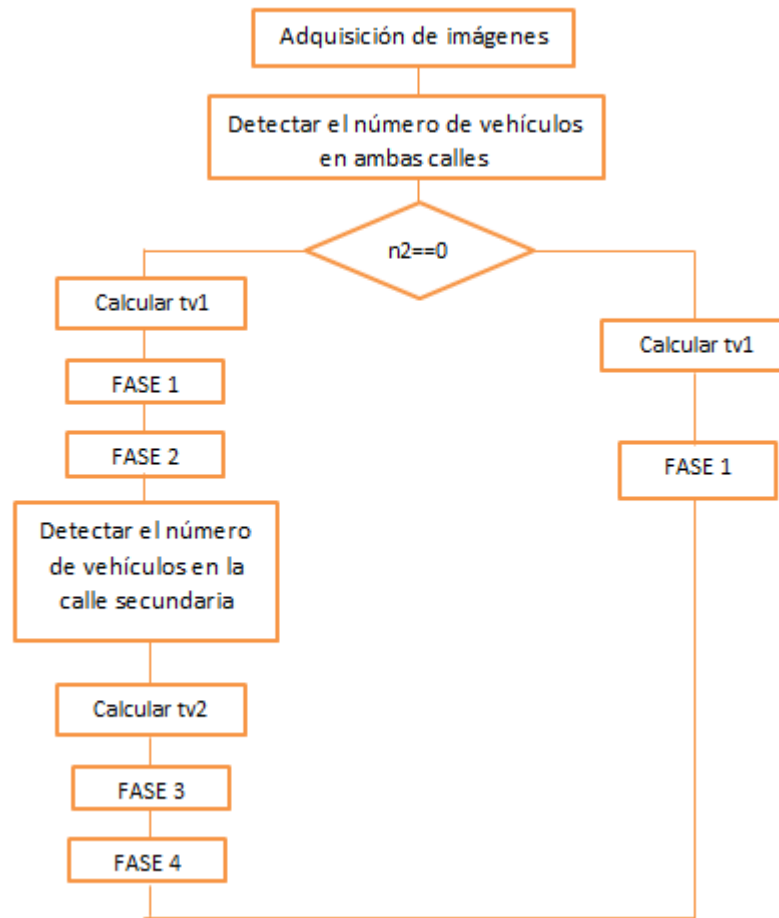 Adquisición de imágenes
Detectar el número de vehículos
en ambas calles
n2==0
Calcular tv1
FASE 1
FASE 2
Detectar el número
de vehículos en la
calle secundaria
Calcular tv2
FASE 3
FASE 4
Calcular tv1
FASE 1